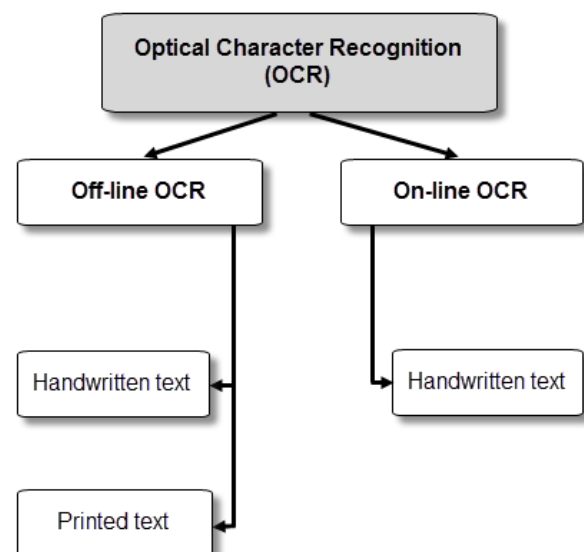 Optical Character Recognition
(OCR)
Off-line OCR
On-line OCR
Handwritten text
Handwritten text
Printed text